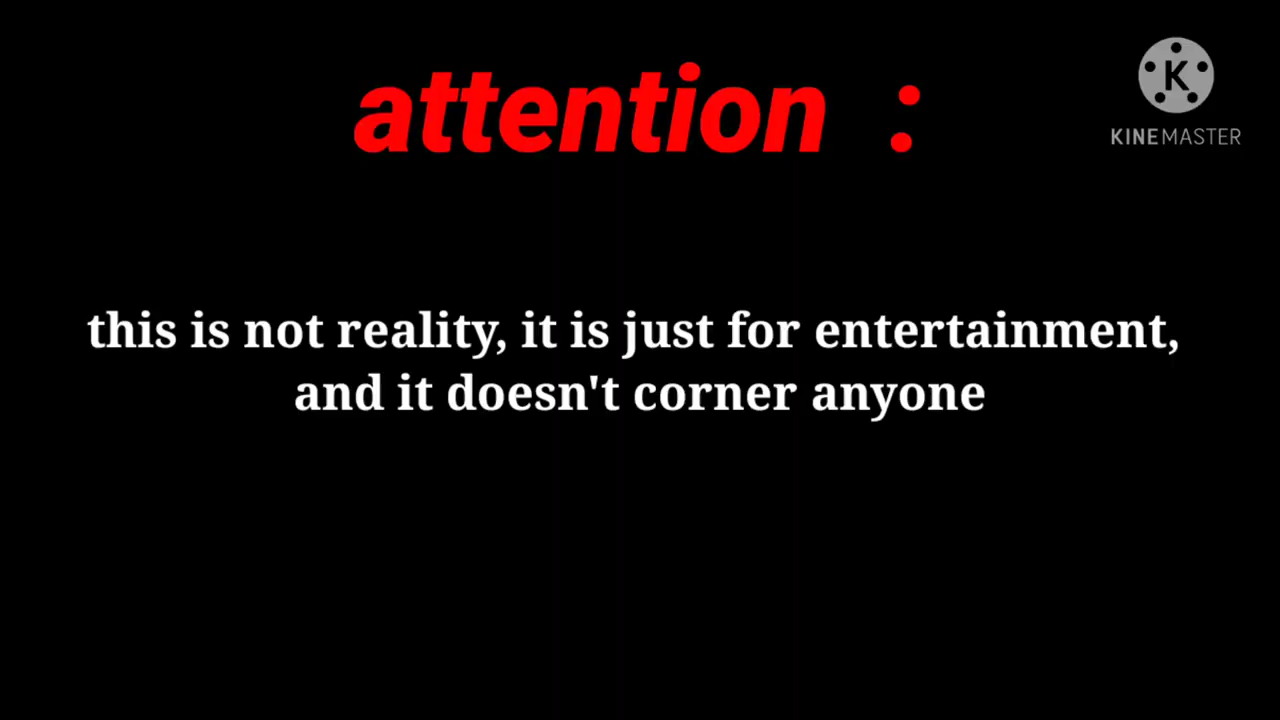 attention :
K
KINEMASTER
this is not reality, it is just for entertainment,
and it doesn't corner anyone